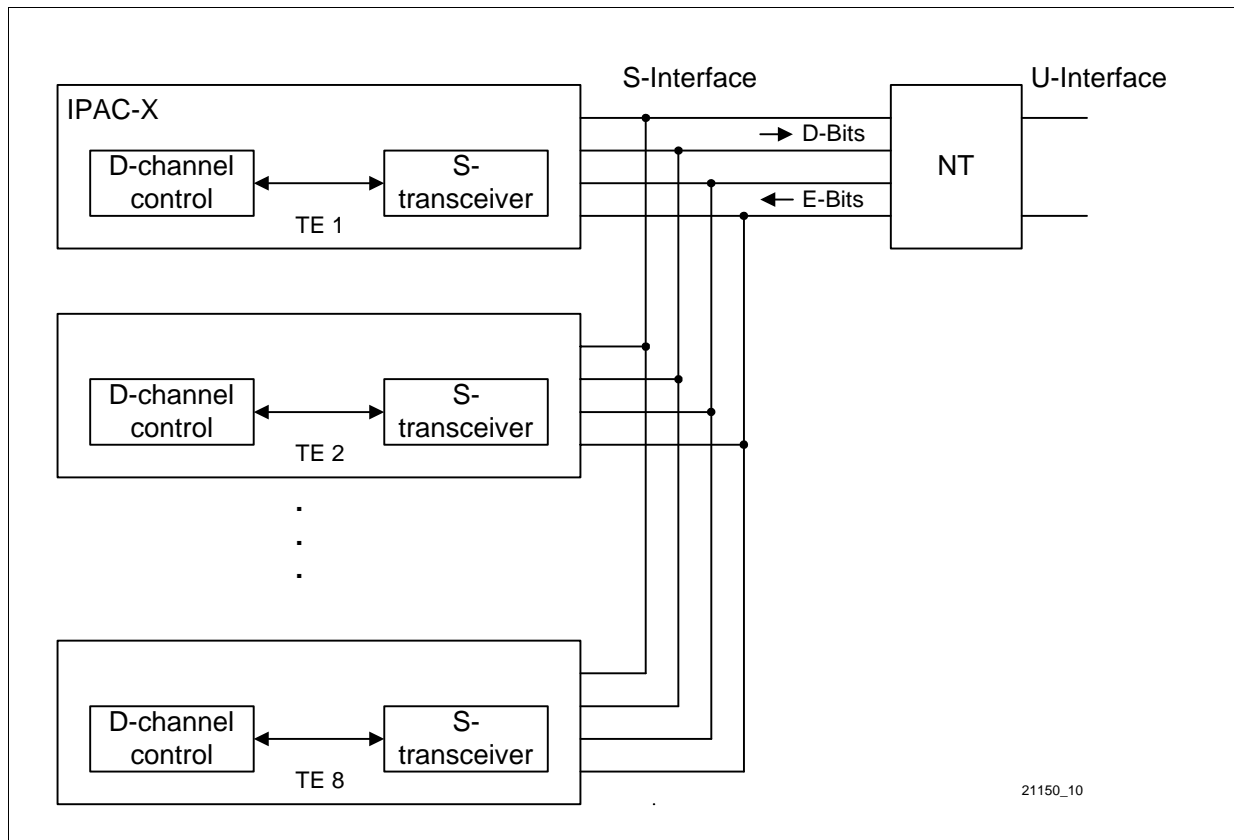 S-Interface
U-Interface
IPAC-X
D-channel
control
S-
transceiver
TE 1
D-Bits
E-Bits
NT
D-channel
control
S-
transceiver
TE 2
.
.
.
D-channel
control
S-
transceiver
TE 8
21150_10